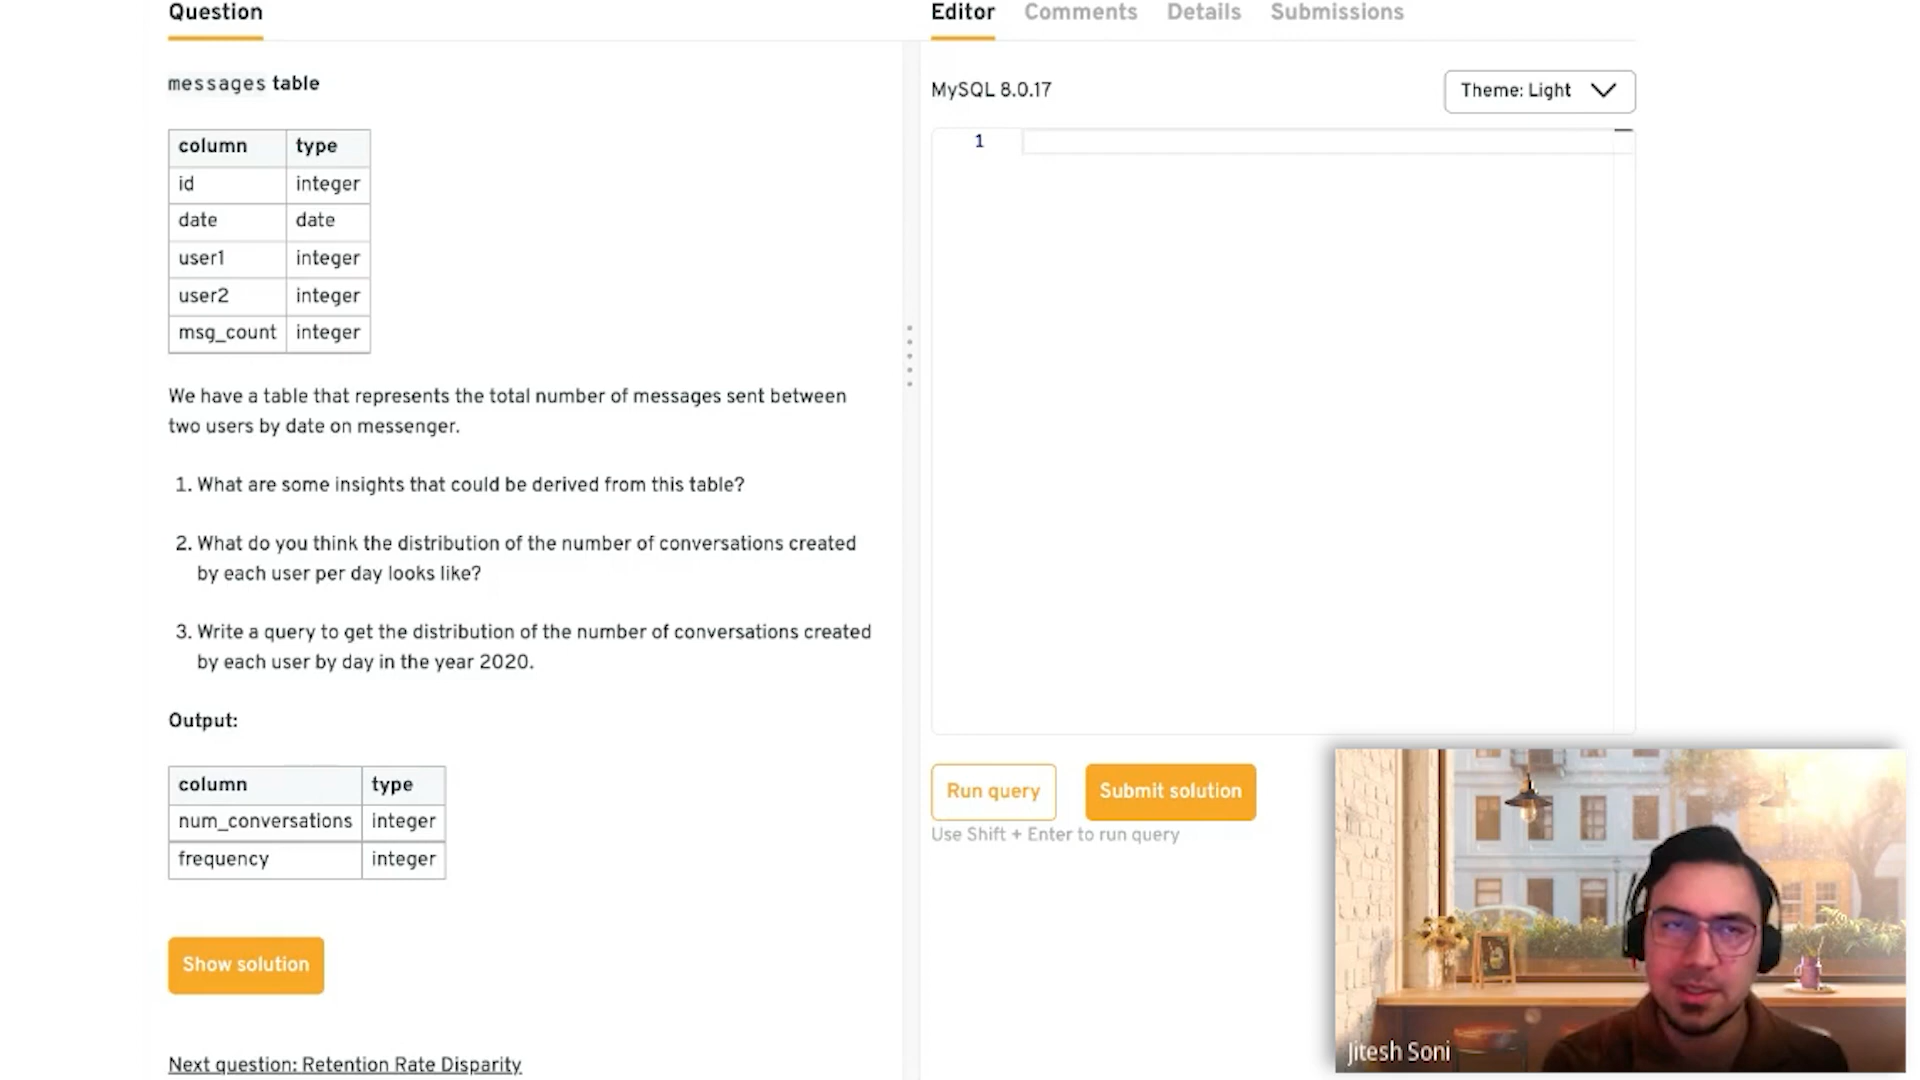 Question
Editor
Comments
Details
Submissions
messages table
MySQL 8.0.17
Theme: Light
column type
id integer
date date
user1 integer
user2 integer
msg_count integer
1
We have a table that represents the total number of messages sent between
two users by date on messenger.
1. What are some insights that could be derived from this table?
2. What do you think the distribution of the number of conversations created
by each user per day looks like?
3. Write a query to get the distribution of the number of conversations created
by each user by day in the year 2020.
Output:
column type
num_conversations integer
frequency integer
Show solution
Next question: Retention Rate Disparity
Run query
Submit solution
Use Shift + Enter to run query
Jitesh Soni